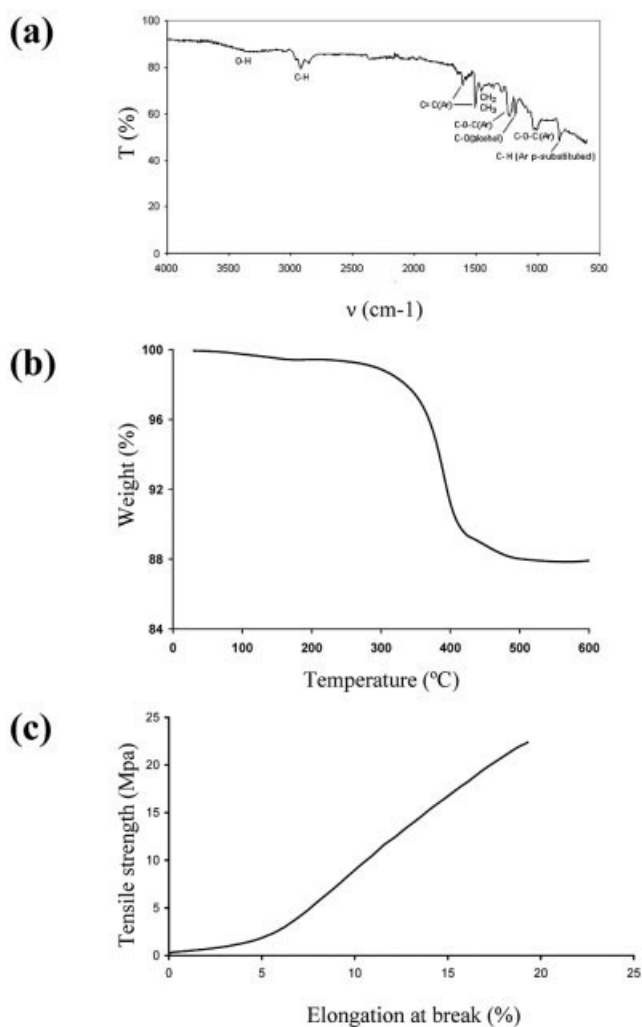 (a)
T (%)
100
80
60
40
20
0
O-H
C-H
C=C(Ar)
CH2
CH3
C-O-C(Ar)
C-O(alcohol)
C-O-C(Ar)
C-H (Ar p-substituted)
4000 3500 3000 2500 2000 1500 1000 500
ν (cm-1)
(b)
Weight (%)
100
96
92
88
84
0 100 200 300 400 500 600
Temperature (ºC)
(c)
Tensile strength (Mpa)
25
20
15
10
5
0
0 5 10 15 20 25
Elongation at break (%)